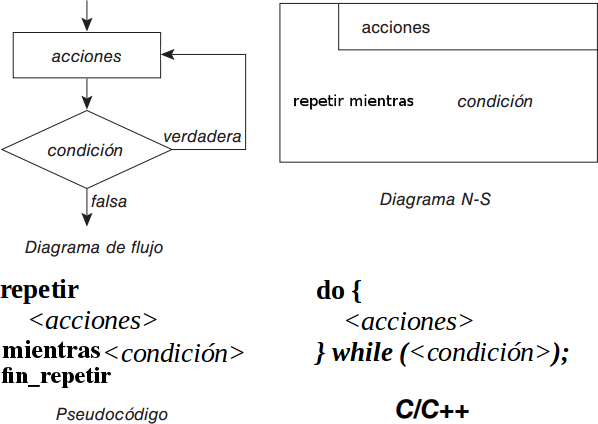 acciones
condición
verdadera
falsa
Diagrama de flujo
acciones
repetir mientras condición
Diagrama N-S
repetir
<acciones>
mientras <condición>
fin_repetir
Pseudocódigo
do {
<acciones>
} while (<condición>);
C/C++